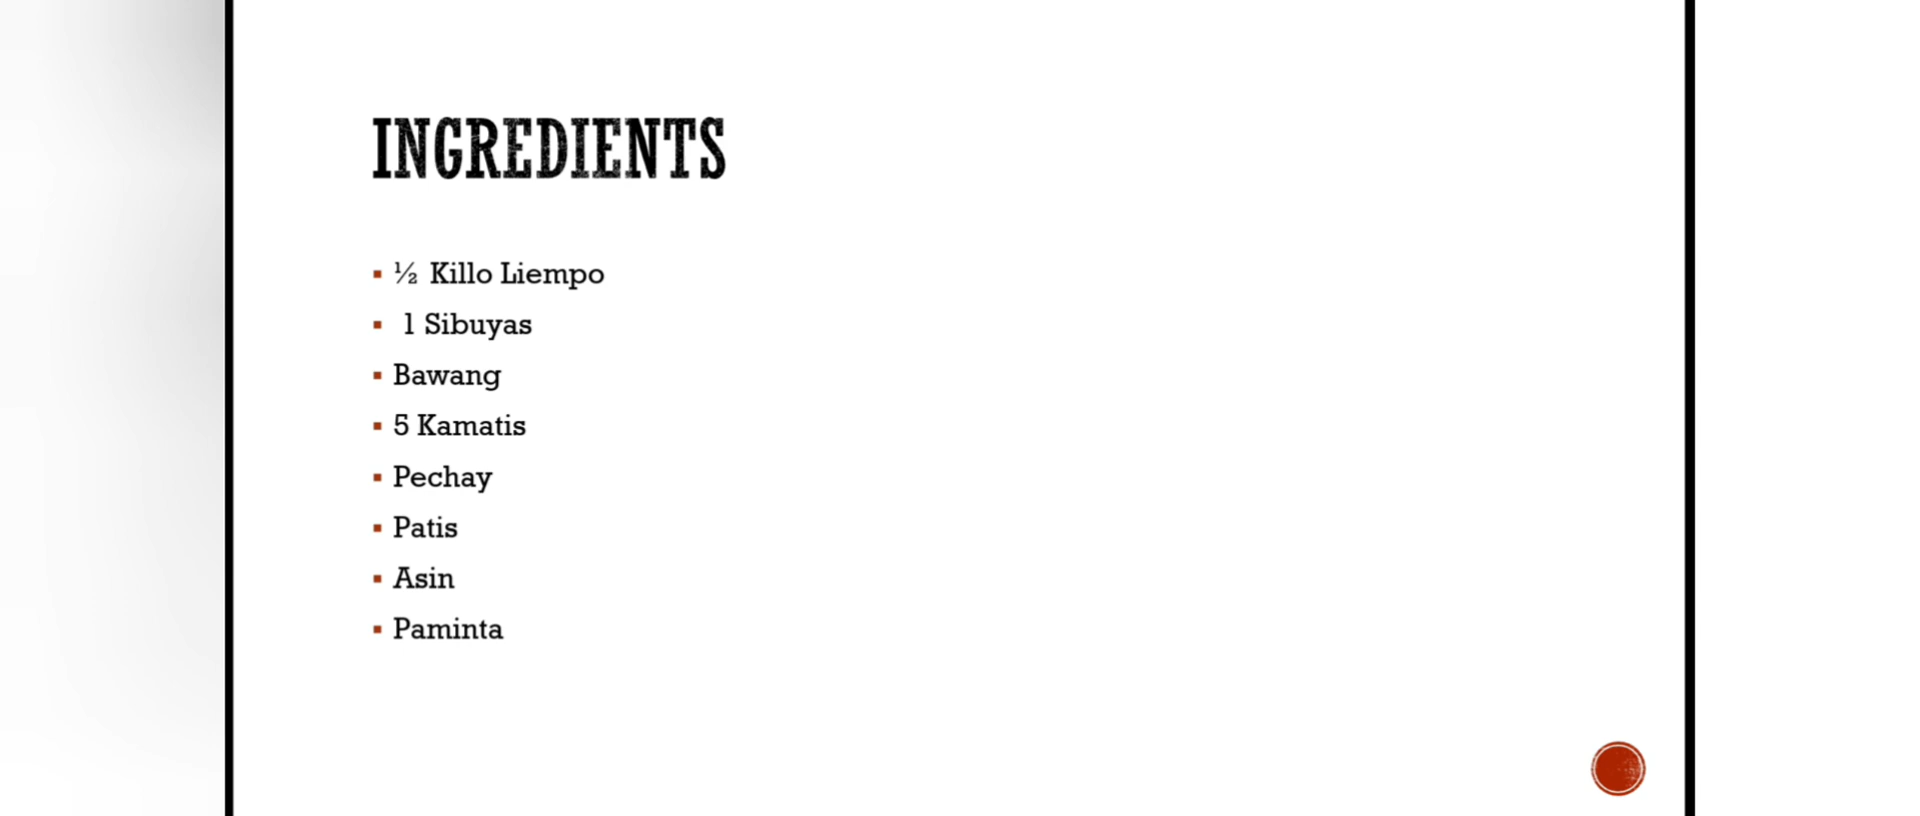 INGREDIENTS
½ Killo Liempo
1 Sibuyas
Bawang
5 Kamatis
Pechay
Patis
Asin
Paminta